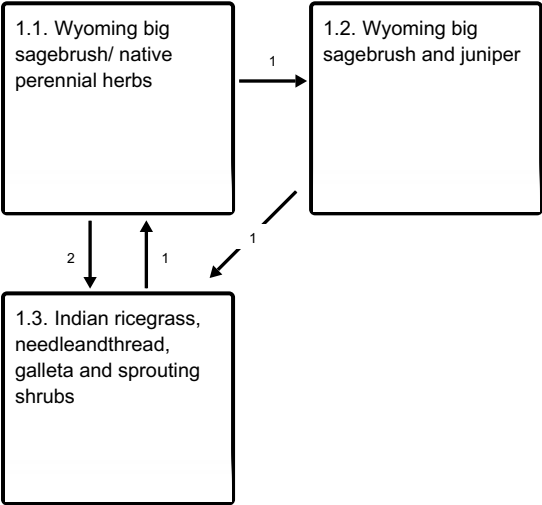 1.1. Wyoming big
sagebrush/ native
perennial herbs
1
1.2. Wyoming big
sagebrush and juniper
2
1
1
1.3. Indian ricegrass,
needleandthread,
galleta and sprouting
shrubs